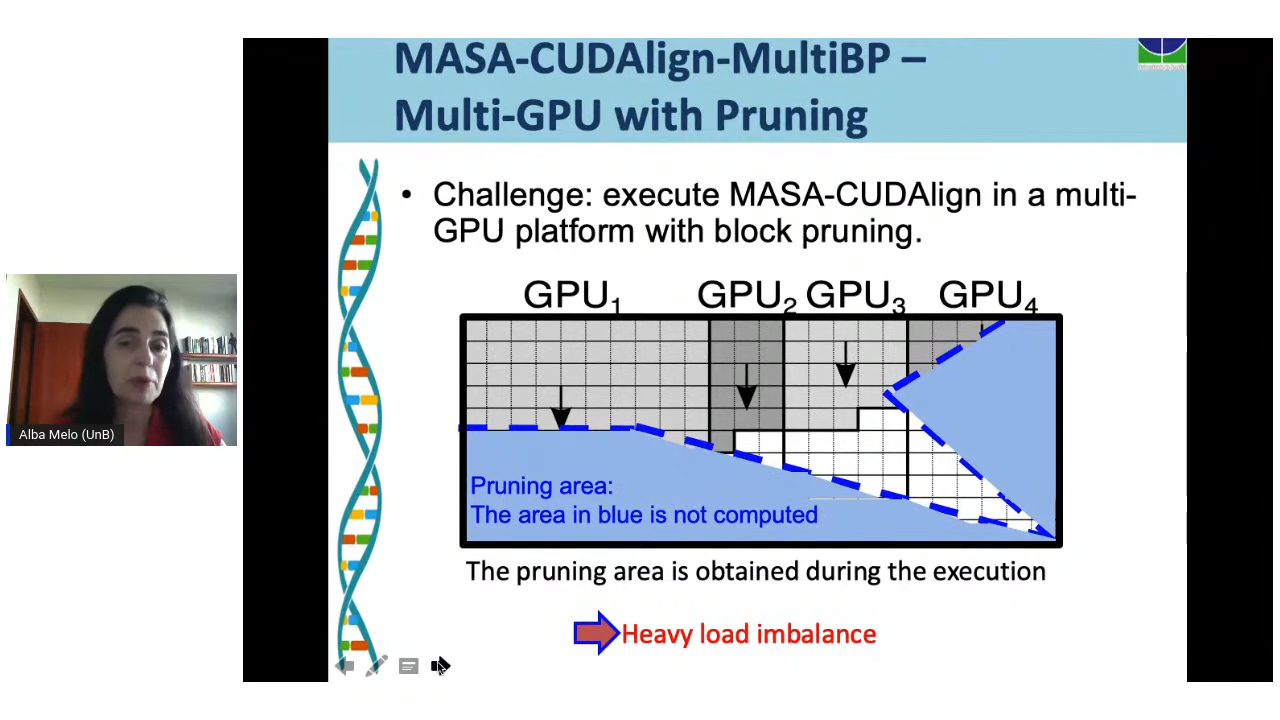 MASA-CUDAlign-MultiBP –
Multi-GPU with Pruning
• Challenge: execute MASA-CUDAlign in a multi-
GPU platform with block pruning.
GPU1 GPU2 GPU3 GPU4
Pruning area:
The area in blue is not computed
The pruning area is obtained during the execution
Heavy load imbalance
Alba Melo (UnB)